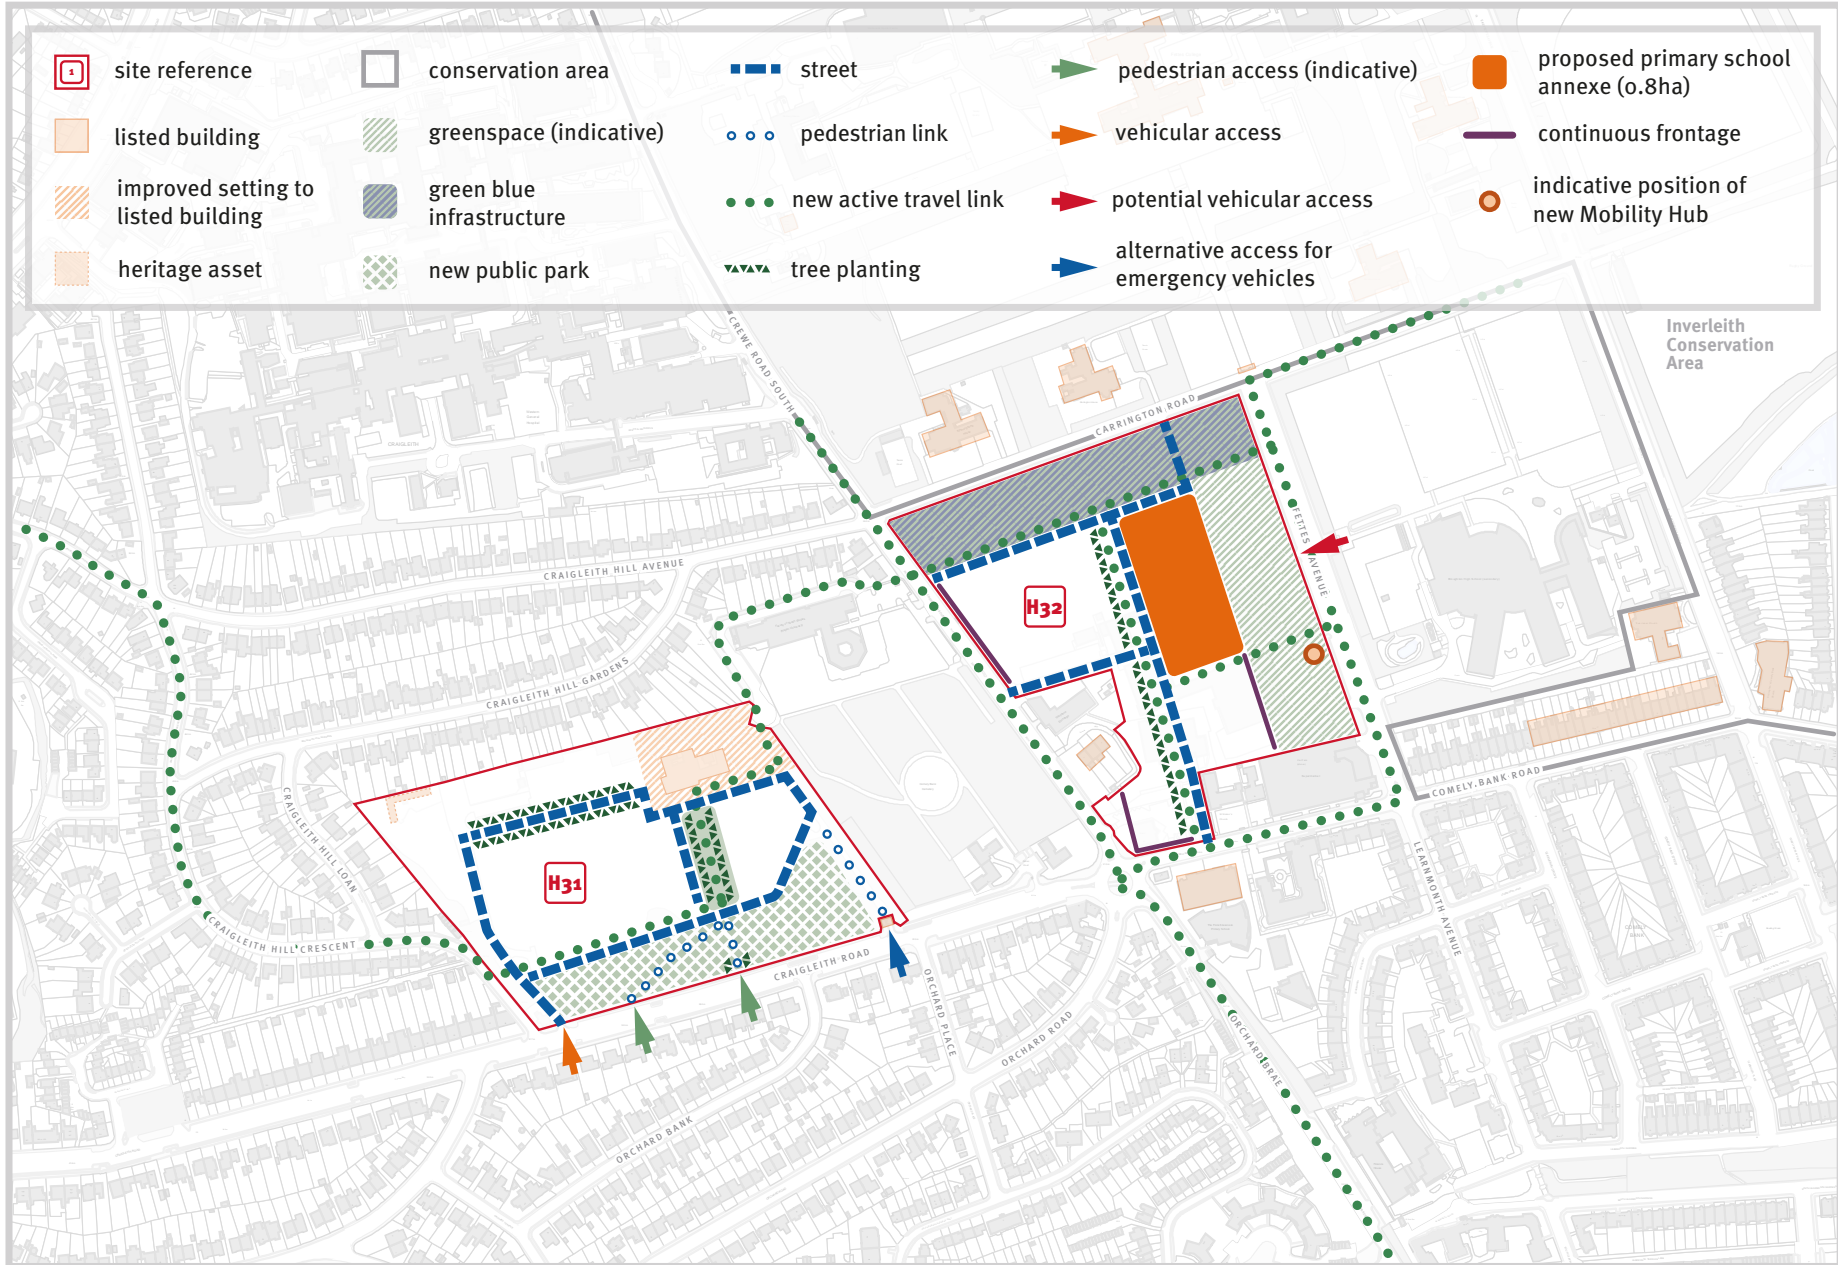 1
site reference
listed building
improved setting to
listed building
heritage asset
conservation area
greenspace (indicative)
green blue
infrastructure
new public park
street
pedestrian link
new active travel link
tree planting
pedestrian access (indicative)
vehicular access
potential vehicular access
alternative access for
emergency vehicles
proposed primary school
annexe (0.8ha)
continuous frontage
indicative position of
new Mobility Hub
Inverleith
Conservation
Area
CREWE ROAD SOUTH
CARRINGTON ROAD
CRAIGLEITH
FETTES AVENUE
CRAIGLEITH HILL AVENUE
H32
CRAIGLEITH HILL GARDENS
COMELY BANK ROAD
CRAIGLEITH HILL LOAN
H31
LEARNMONTH AVENUE
CRAIGLEITH HILL CRESCENT
CRAIGLEITH ROAD
ORCHARD PLACE
ORCHARD ROAD
ORCHARD BRAE
ORCHARD BANK